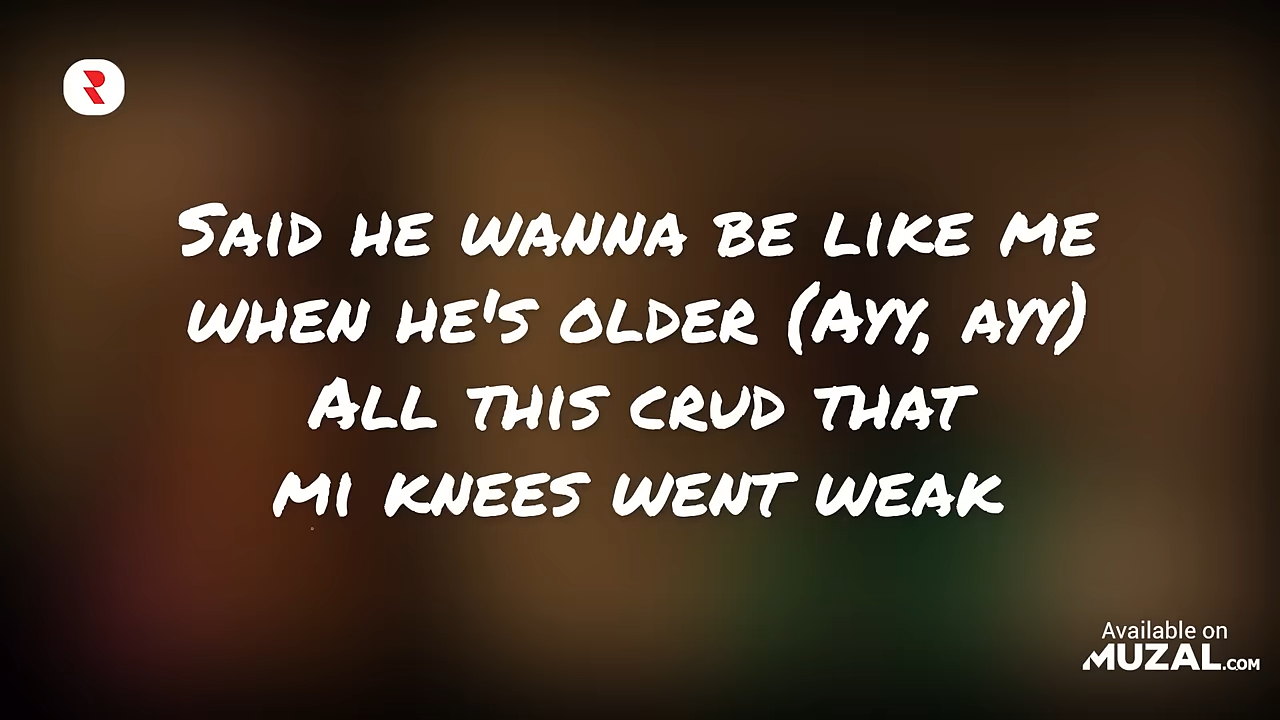 Said he wanna be like me
when he's older (Ayy, ayy)
All this crud that
mi knees went weak
Available on
MUZAL.COM